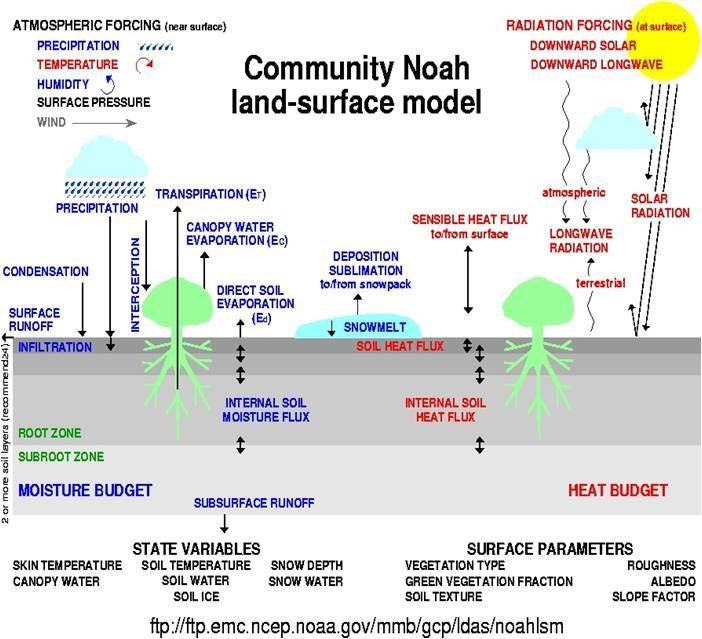 ATMOSPHERIC FORCING (near surface)
PRECIPITATION
TEMPERATURE
HUMIDITY
SURFACE PRESSURE
WIND
Community Noah
land-surface model
RADIATION FORCING (at surface)
DOWNWARD SOLAR
DOWNWARD LONGWAVE
PRECIPITATION
TRANSPIRATION (ET)
CANOPY WATER
EVAPORATION (EC)
INTERCEPTION
CONDENSATION
DIRECT SOIL
EVAPORATION
(Ed)
DEPOSITION
SUBLIMATION
to/from snowpack
SNOWMELT
SENSIBLE HEAT FLUX
to/from surface
atmospheric
LONGWAVE
RADIATION
terrestrial
SOLAR
RADIATION
SURFACE
RUNOFF
INFILTRATION
SOIL HEAT FLUX
INTERNAL SOIL
MOISTURE FLUX
INTERNAL SOIL
HEAT FLUX
ROOT ZONE
SUBROOT ZONE
2 or more soil layers (recommend≥4)
MOISTURE BUDGET
HEAT BUDGET
SUBSURFACE RUNOFF
STATE VARIABLES
SKIN TEMPERATURE
CANOPY WATER
SOIL TEMPERATURE
SOIL WATER
SOIL ICE
SNOW DEPTH
SNOW WATER
SURFACE PARAMETERS
VEGETATION TYPE
GREEN VEGETATION FRACTION
SOIL TEXTURE
ROUGHNESS
ALBEDO
SLOPE FACTOR
ftp://ftp.emc.ncep.noaa.gov/mmb/gcp/ldas/noahlsm